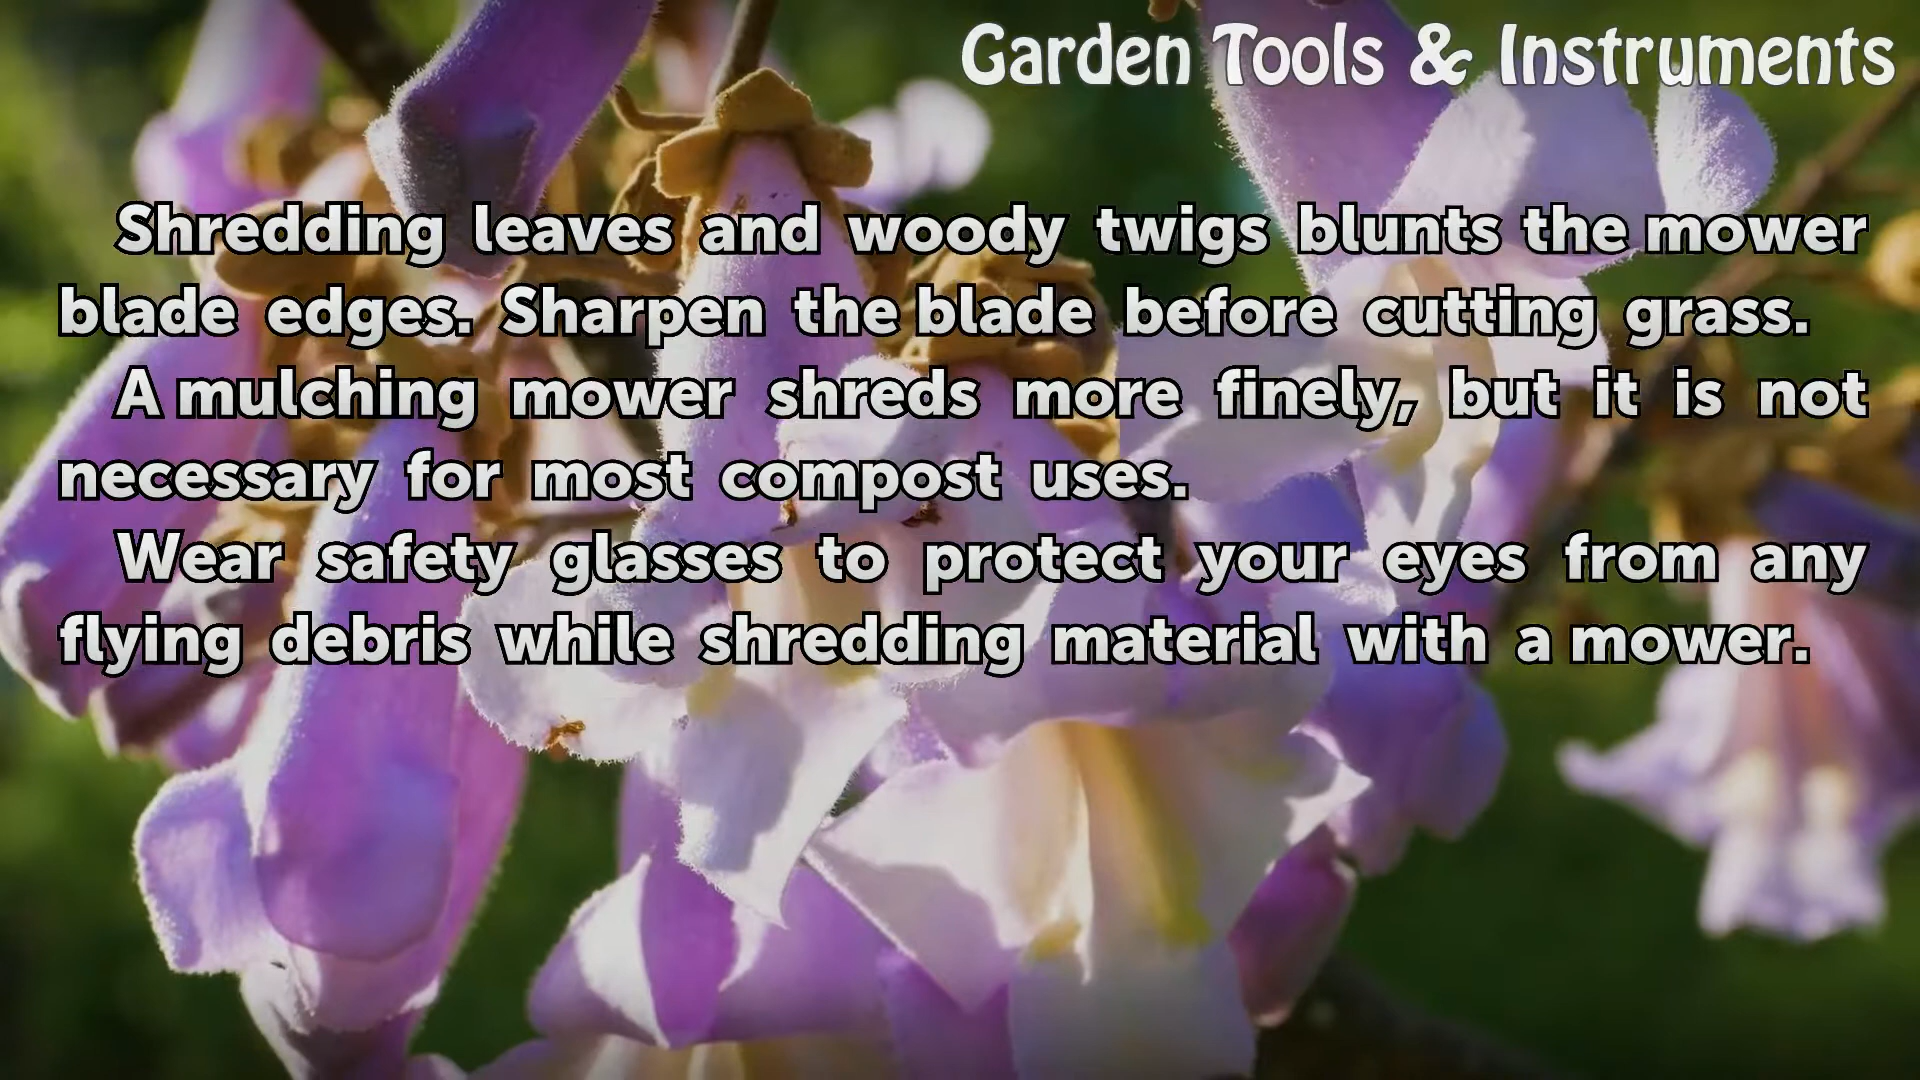 Garden Tools & Instruments
Shredding leaves and woody twigs blunts the mower
blade edges. Sharpen the blade before cutting grass.
A mulching mower shreds more finely, but it is not
necessary for most compost uses.
Wear safety glasses to protect your eyes from any
flying debris while shredding material with a mower.